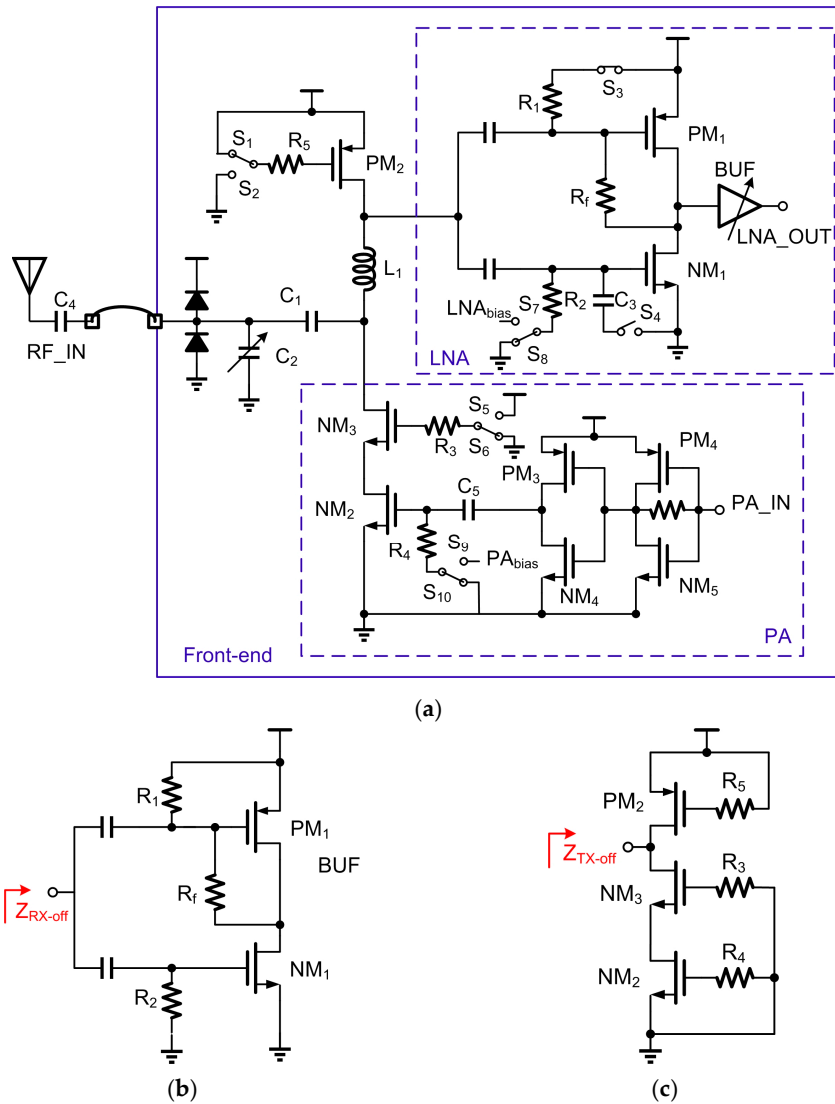 S1
S2
R5
PM2
R1
S3
PM1
Rf
BUF
LNA_OUT
L1
C4
RF_IN
C1
C2
LNAbias
S7
R2
S8
C3
S4
NM1
LNA
NM3
R3
S5
S6
PM3
PM4
NM2
C5
R4
S9
PAbias
S10
NM4
NM5
PA_IN
Front-end
PA
(a)
R1
PM1
BUF
Rf
ZRX-off
R2
NM1
(b)
PM2
R5
ZTX-off
NM3
R3
NM2
R4
(c)